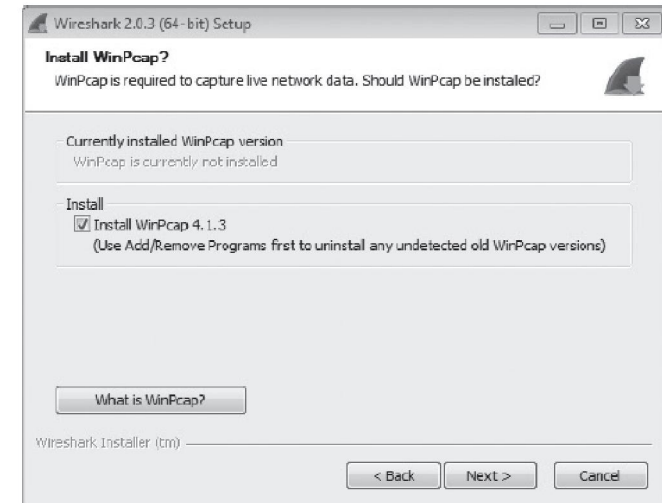 Wireshark 2.0.3 (64-bit) Setup
Install WinPcap?
WinPcap is required to capture live network data. Should WinPcap be installed?
Currently installed WinPcap version
WinPcap is currently not installed
Install
Install WinPcap 4.1.3
(Use Add/Remove Programs first to uninstall any undetected old WinPcap versions)
What is WinPcap?
Wireshark Installer (tm)
< Back Next > Cancel